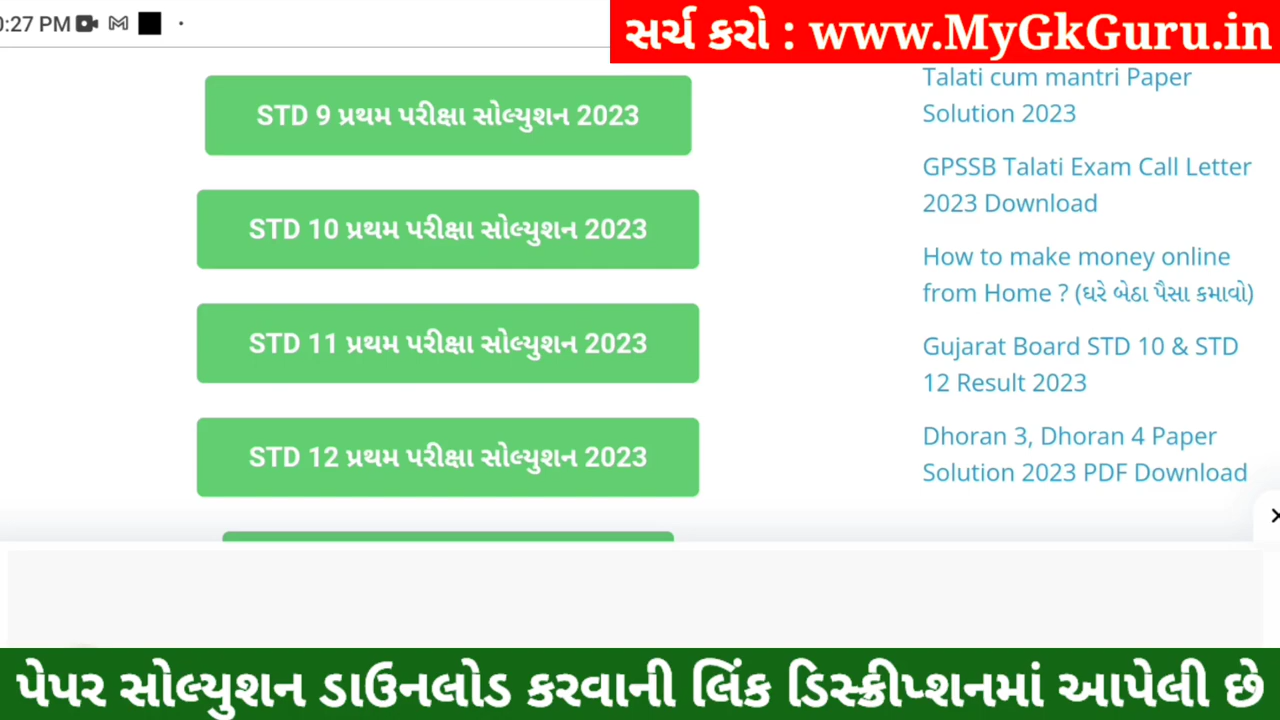 0:27 PM
સર્ચ કરો : www.MyGkGuru.in
STD 9 પ્રથમ પરીક્ષા સોલ્યુશન 2023
STD 10 પ્રથમ પરીક્ષા સોલ્યુશન 2023
STD 11 પ્રથમ પરીક્ષા સોલ્યુશન 2023
STD 12 પ્રથમ પરીક્ષા સોલ્યુશન 2023
Talati cum mantri Paper
Solution 2023
GPSSB Talati Exam Call Letter
2023 Download
How to make money online
from Home ? (ઘરે બેઠા પૈસા કમાવો)
Gujarat Board STD 10 & STD
12 Result 2023
Dhoran 3, Dhoran 4 Paper
Solution 2023 PDF Download
પેપર સોલ્યુશન ડાઉનલોડ કરવાની લિંક ડિસ્ક્રીપ્શનમાં આપેલી છે